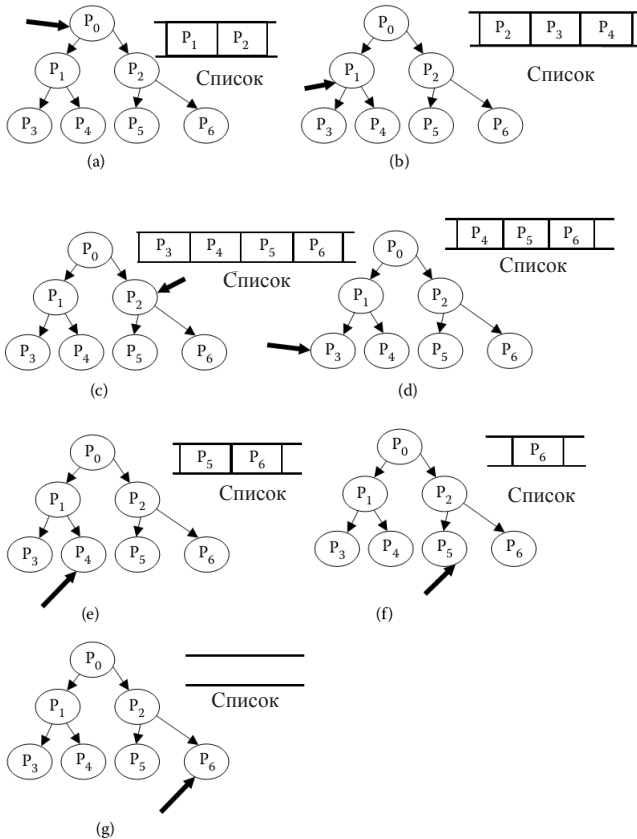 P0 P1 P2
P1 P2 Список
P3 P4 P5 P6
(a)
P0 P2 P3 P4
P1 P2 Список
P3 P4 P5 P6
(b)
P0 P3 P4 P5 P6
P1 P2 Список
P3 P4 P5 P6
(c)
P0 P4 P5 P6
P1 P2 Список
P3 P4 P5 P6
(d)
P0 P5 P6
P1 P2 Список
P3 P4 P5 P6
(e)
P0 P6
P1 P2 Список
P3 P4 P5 P6
(f)
P0
P1 P2 Список
P3 P4 P5 P6
(g)